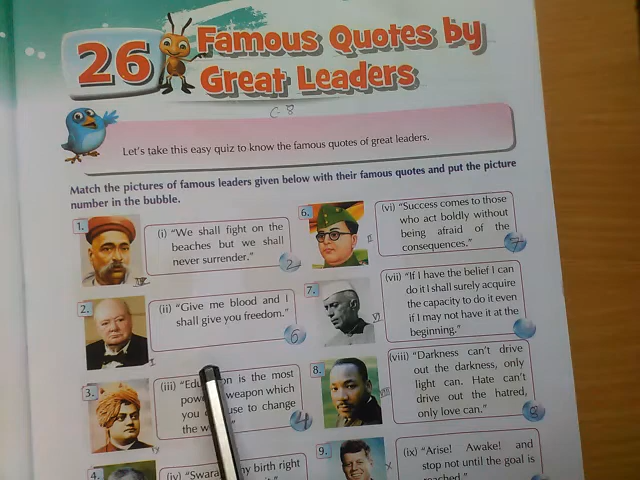 26
Famous Quotes by
Great Leaders
C-8
Let's take this easy quiz to know the famous quotes of great leaders.
Match the pictures of famous leaders given below with their famous quotes and put the picture
number in the bubble.
1.
IV
(i) "We shall fight on the
beaches but we shall
never surrender."
2
2.
I
(ii) "Give me blood and I
shall give you freedom."
6
3.
IX
(iii) is the most
weapon which
you use to change
the
4
4.
(iv) my birth right
6.
II
(vi) "Success comes to those
who act boldly without
being afraid of the
consequences."
7
7.
VI
(vii) "If I have the belief I can
do it I shall surely acquire
the capacity to do it even
if I may not have it at the
beginning."
8.
VIII
(viii) "Darkness can't drive
out the darkness, only
light can. Hate can't
drive out the hatred,
only love can."
8
9.
X
(ix) "Arise! Awake! and
stop not until the goal is
reached."